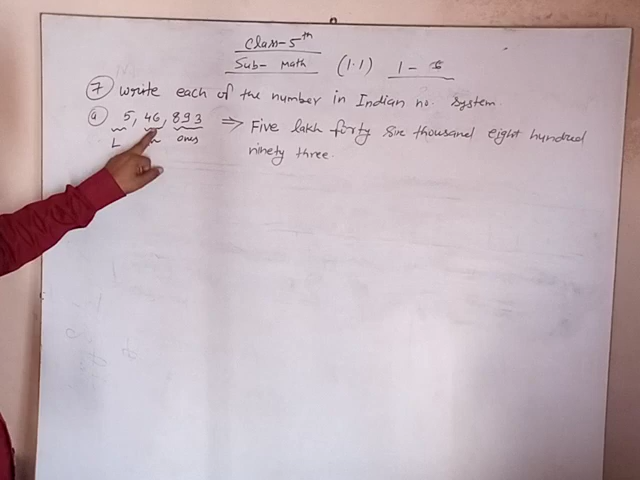 Class-5th
Sub- Math (1.1) 1 -
7 Write each of the number in Indian no. system.
a 5,46,893 ⇒ Five lakh forty six thousand eight hundred
L ones ninety three.